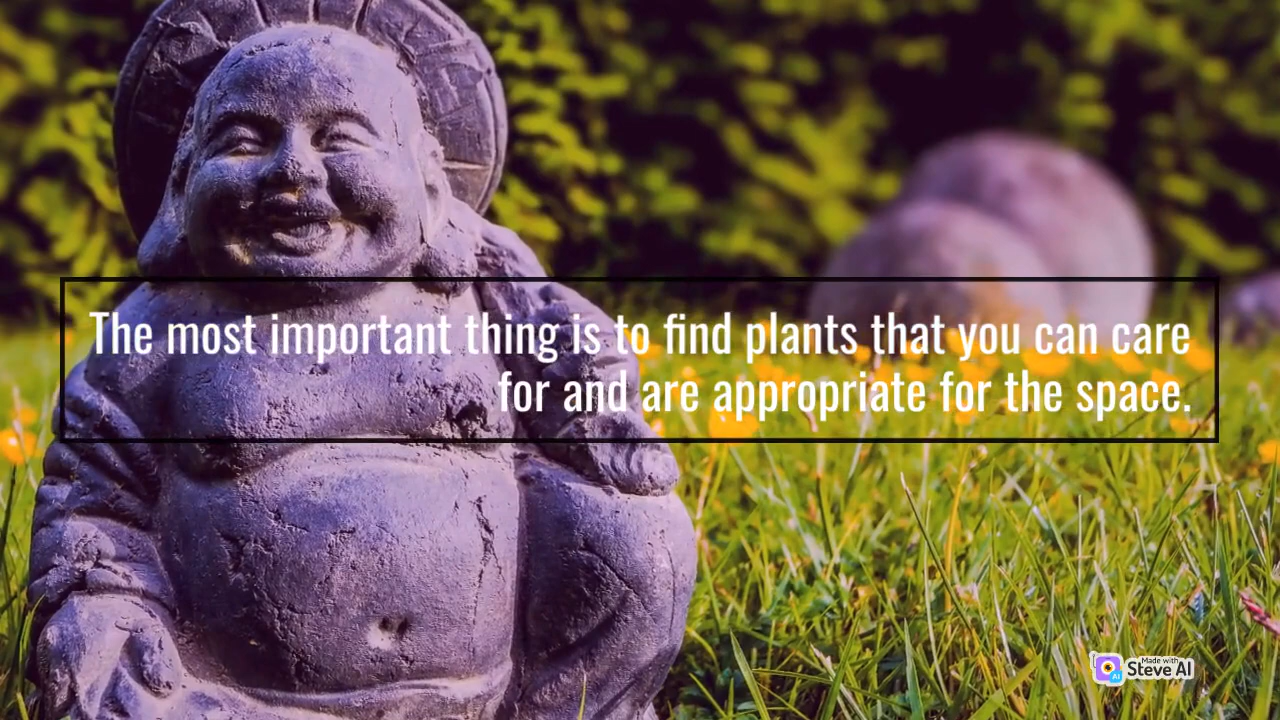 The most important thing is to find plants that you can care
for and are appropriate for the space.
Made with
Steve AI
AI